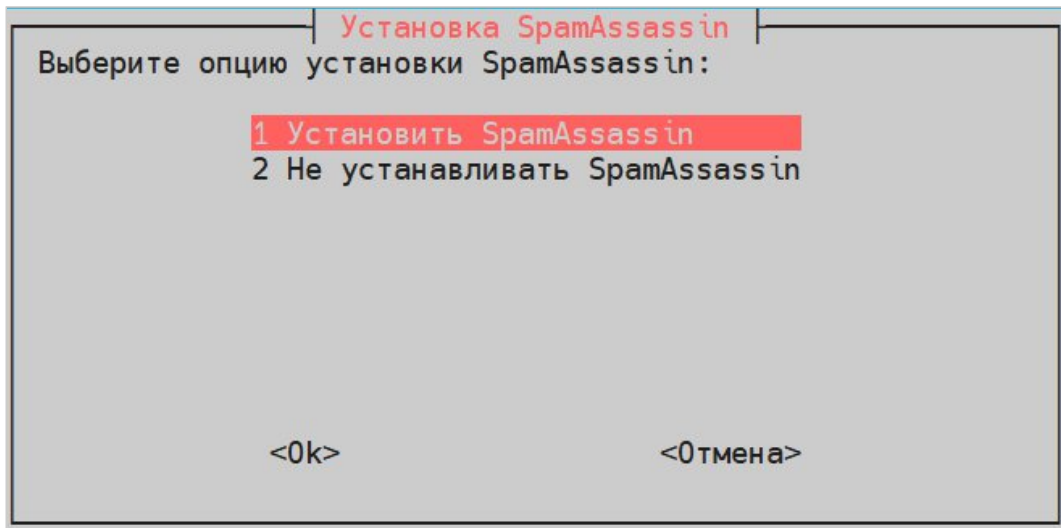 Установка SpamAssassin
Выберите опцию установки SpamAssassin:
1 Установить SpamAssassin
2 Не устанавливать SpamAssassin
<Ok> <Отмена>